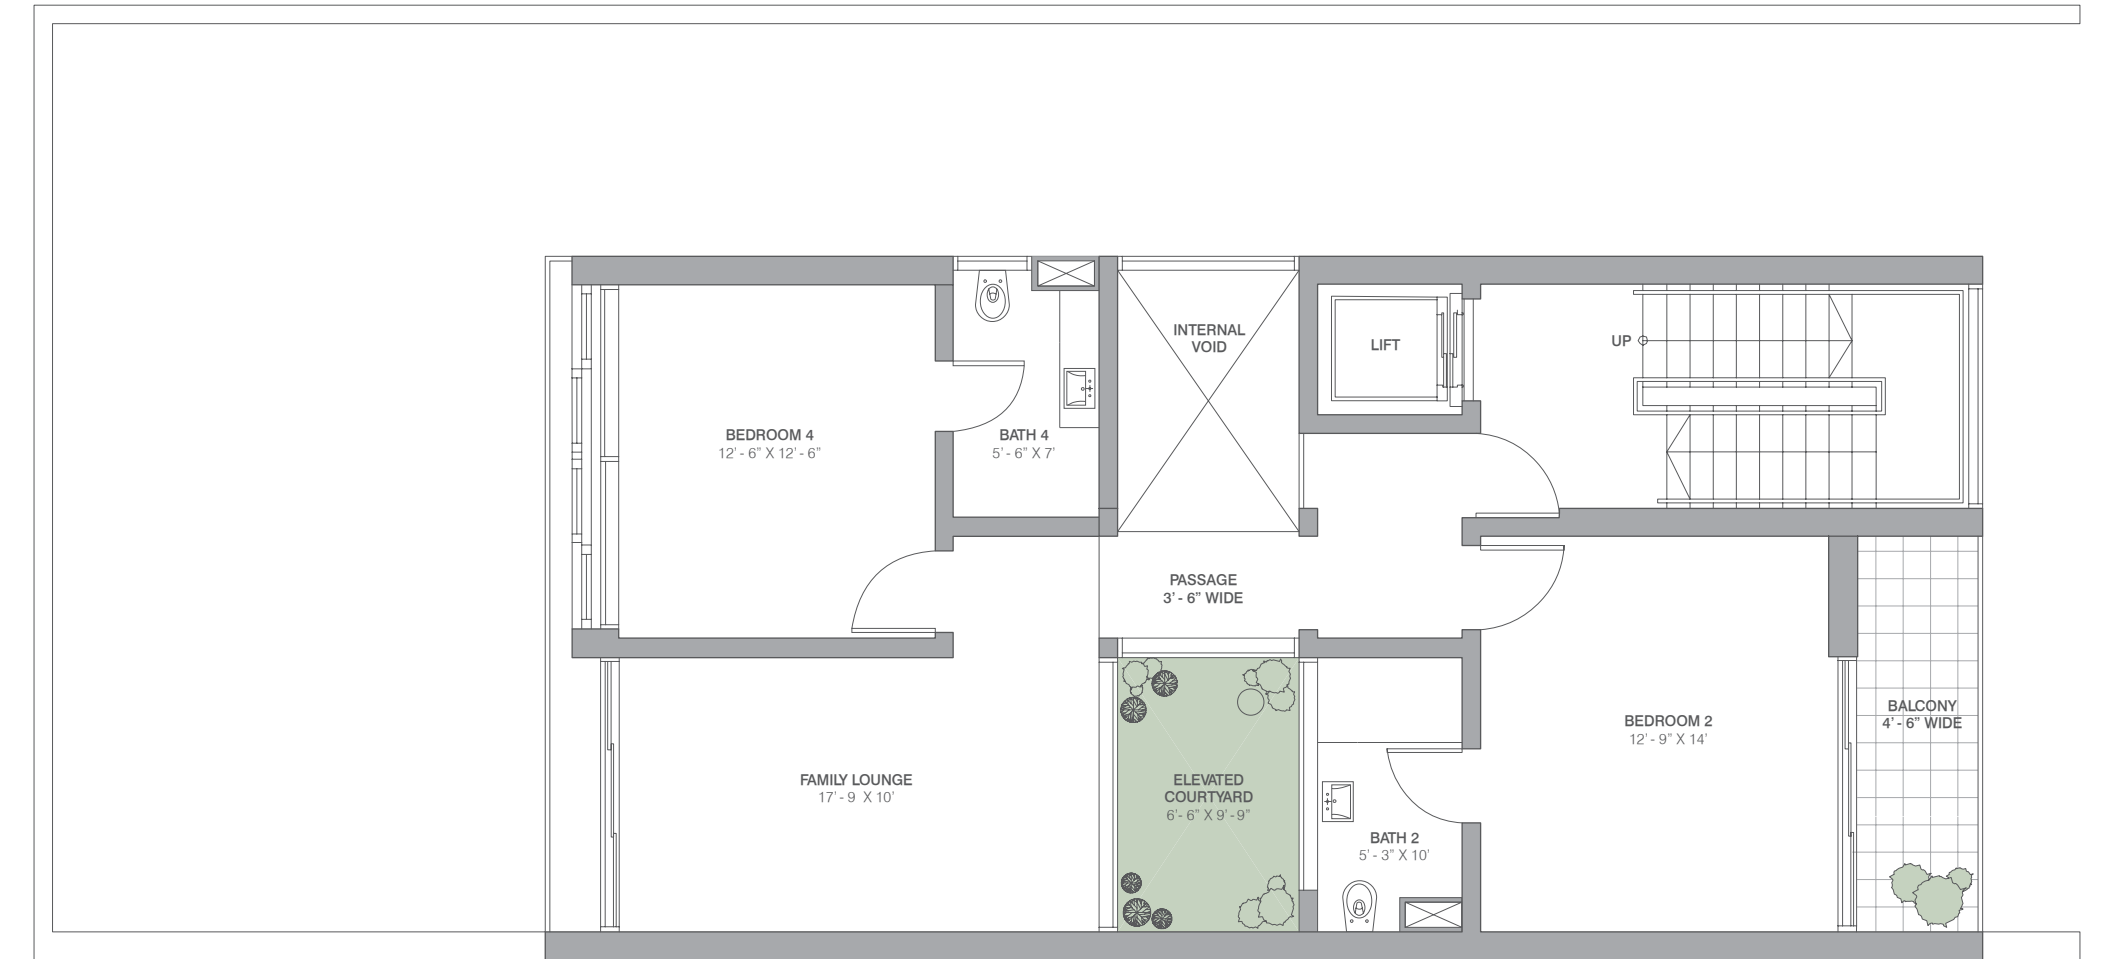 INTERNAL
VOID
LIFT
UP
BEDROOM 4
12' - 6" X 12' - 6"
BATH 4
5' - 6" X 7'
PASSAGE
3' - 6" WIDE
BEDROOM 2
12' - 9" X 14'
BALCONY
4' - 6" WIDE
FAMILY LOUNGE
17' - 9 X 10'
ELEVATED
COURTYARD
6' - 6" X 9' - 9"
BATH 2
5' - 3" X 10'